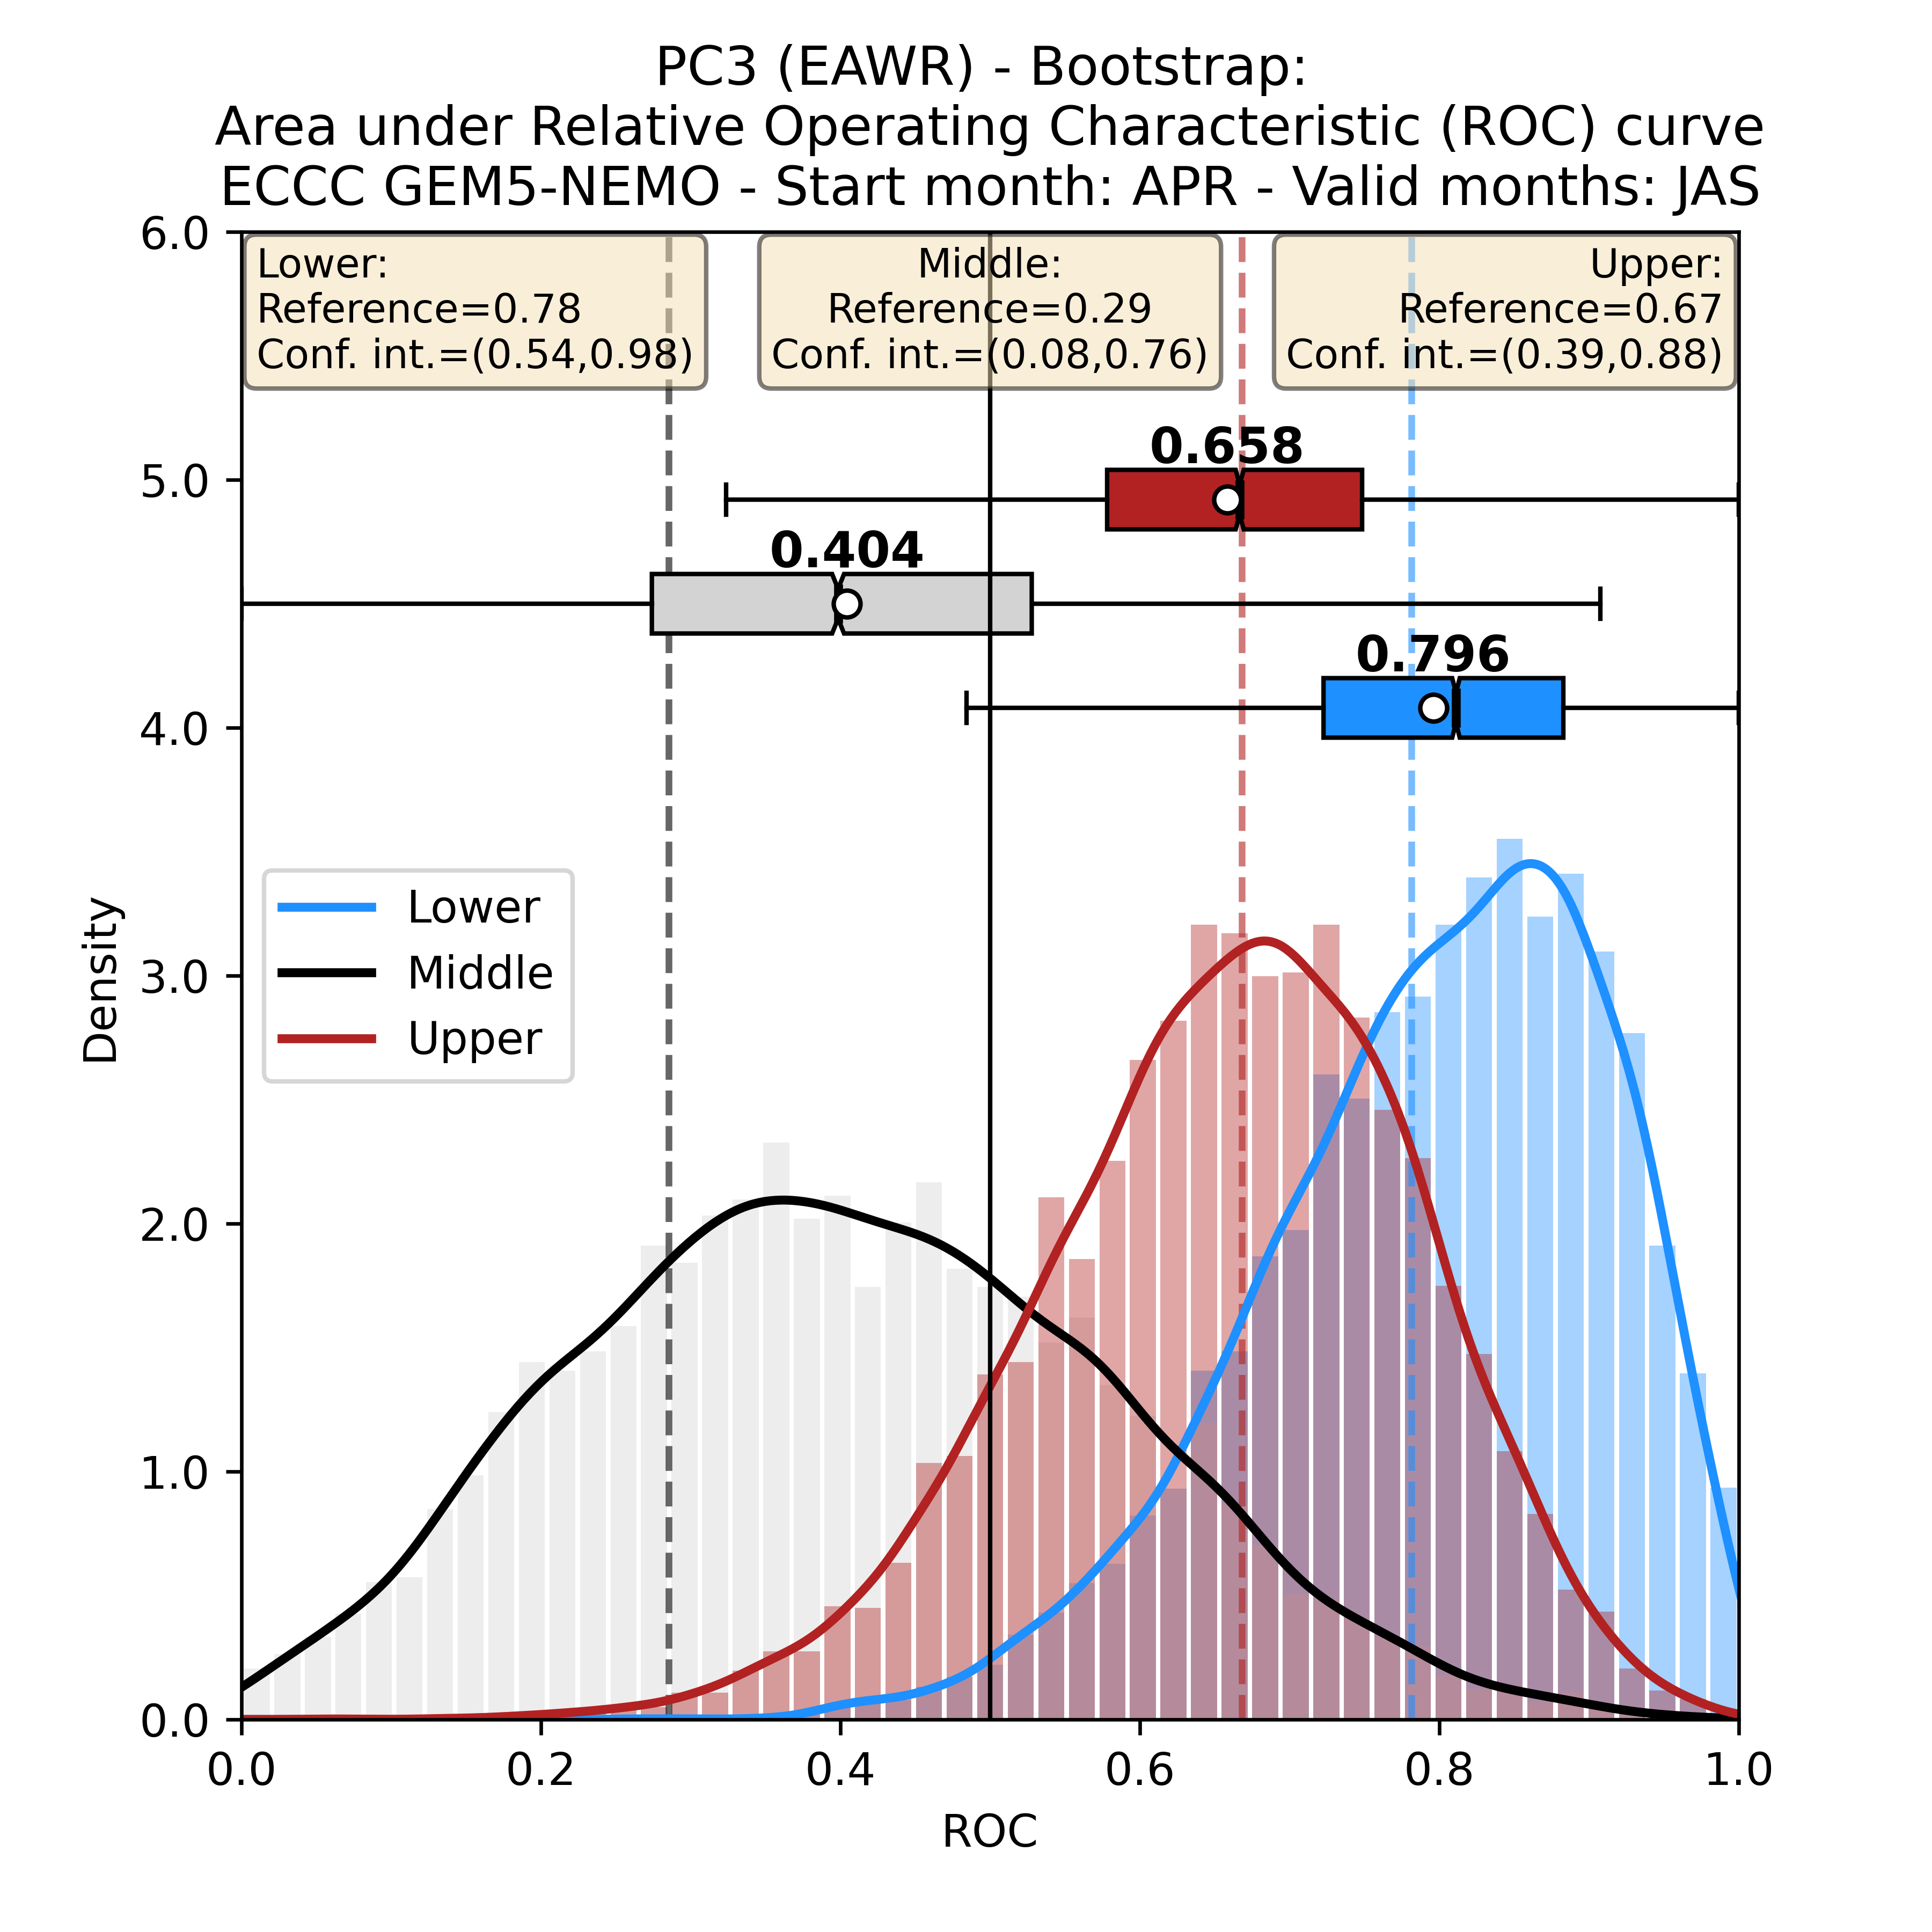 PC3 (EAWR) - Bootstrap:
Area under Relative Operating Characteristic (ROC) curve
ECCC GEM5-NEMO - Start month: APR - Valid months: JAS
Lower:
Reference=0.78
Conf. int.=(0.54,0.98)
Middle:
Reference=0.29
Conf. int.=(0.08,0.76)
Upper:
Reference=0.67
Conf. int.=(0.39,0.88)
0.658
0.404
0.796
Lower
Middle
Upper
Density
6.0
5.0
4.0
3.0
2.0
1.0
0.0
0.0 0.2 0.4 0.6 0.8 1.0
ROC